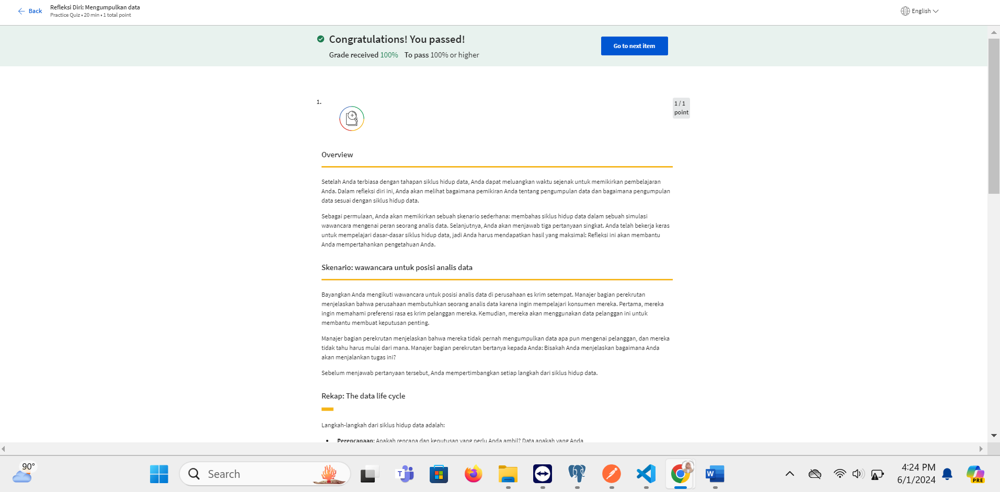 Back
Refleksi Diri: Mengumpulkan data
Practice Quiz • 20 min • 1 total point
English
Congratulations! You passed!
Grade received 100% To pass 100% or higher
Go to next item
1.
1 / 1
point
Overview
Setelah Anda terbiasa dengan tahapan siklus hidup data, Anda dapat meluangkan waktu sejenak untuk memikirkan pembelajaran
Anda. Dalam refleksi diri ini, Anda akan melihat bagaimana pemikiran Anda tentang pengumpulan data dan bagaimana pengumpulan
data sesuai dengan siklus hidup data.
Sebagai permulaan, Anda akan memikirkan sebuah skenario sederhana: membahas siklus hidup data dalam sebuah simulasi
wawancara mengenai peran seorang analis data. Selanjutnya, Anda akan menjawab tiga pertanyaan singkat. Anda telah bekerja keras
untuk mempelajari dasar-dasar siklus hidup data, jadi Anda harus mendapatkan hasil yang maksimal: Refleksi ini akan membantu
Anda mempertahankan pengetahuan Anda.
Skenario: wawancara untuk posisi analis data
Bayangkan Anda mengikuti wawancara untuk posisi analis data di perusahaan es krim setempat. Manajer bagian perekrutan
menjelaskan bahwa perusahaan membutuhkan seorang analis data karena ingin mempelajari konsumen mereka. Pertama, mereka
ingin memahami preferensi rasa es krim pelanggan mereka. Kemudian, mereka akan menggunakan data pelanggan ini untuk
membantu membuat keputusan penting.
Manajer bagian perekrutan menjelaskan bahwa mereka tidak pernah mengumpulkan data apa pun mengenai pelanggan, dan mereka
tidak tahu harus mulai dari mana. Manajer bagian perekrutan bertanya kepada Anda: Bisakah Anda menjelaskan bagaimana Anda
akan menjalankan tugas ini?
Sebelum menjawab pertanyaan tersebut, Anda mempertimbangkan setiap langkah dari siklus hidup data.
Rekap: The data life cycle
Langkah-langkah dari siklus hidup data adalah:
• Perencanaan: Apakah rencana dan keputusan yang perlu Anda ambil? Data apakah yang Anda
90°
Search
T
W
4:24 PM
6/1/2024
PRE